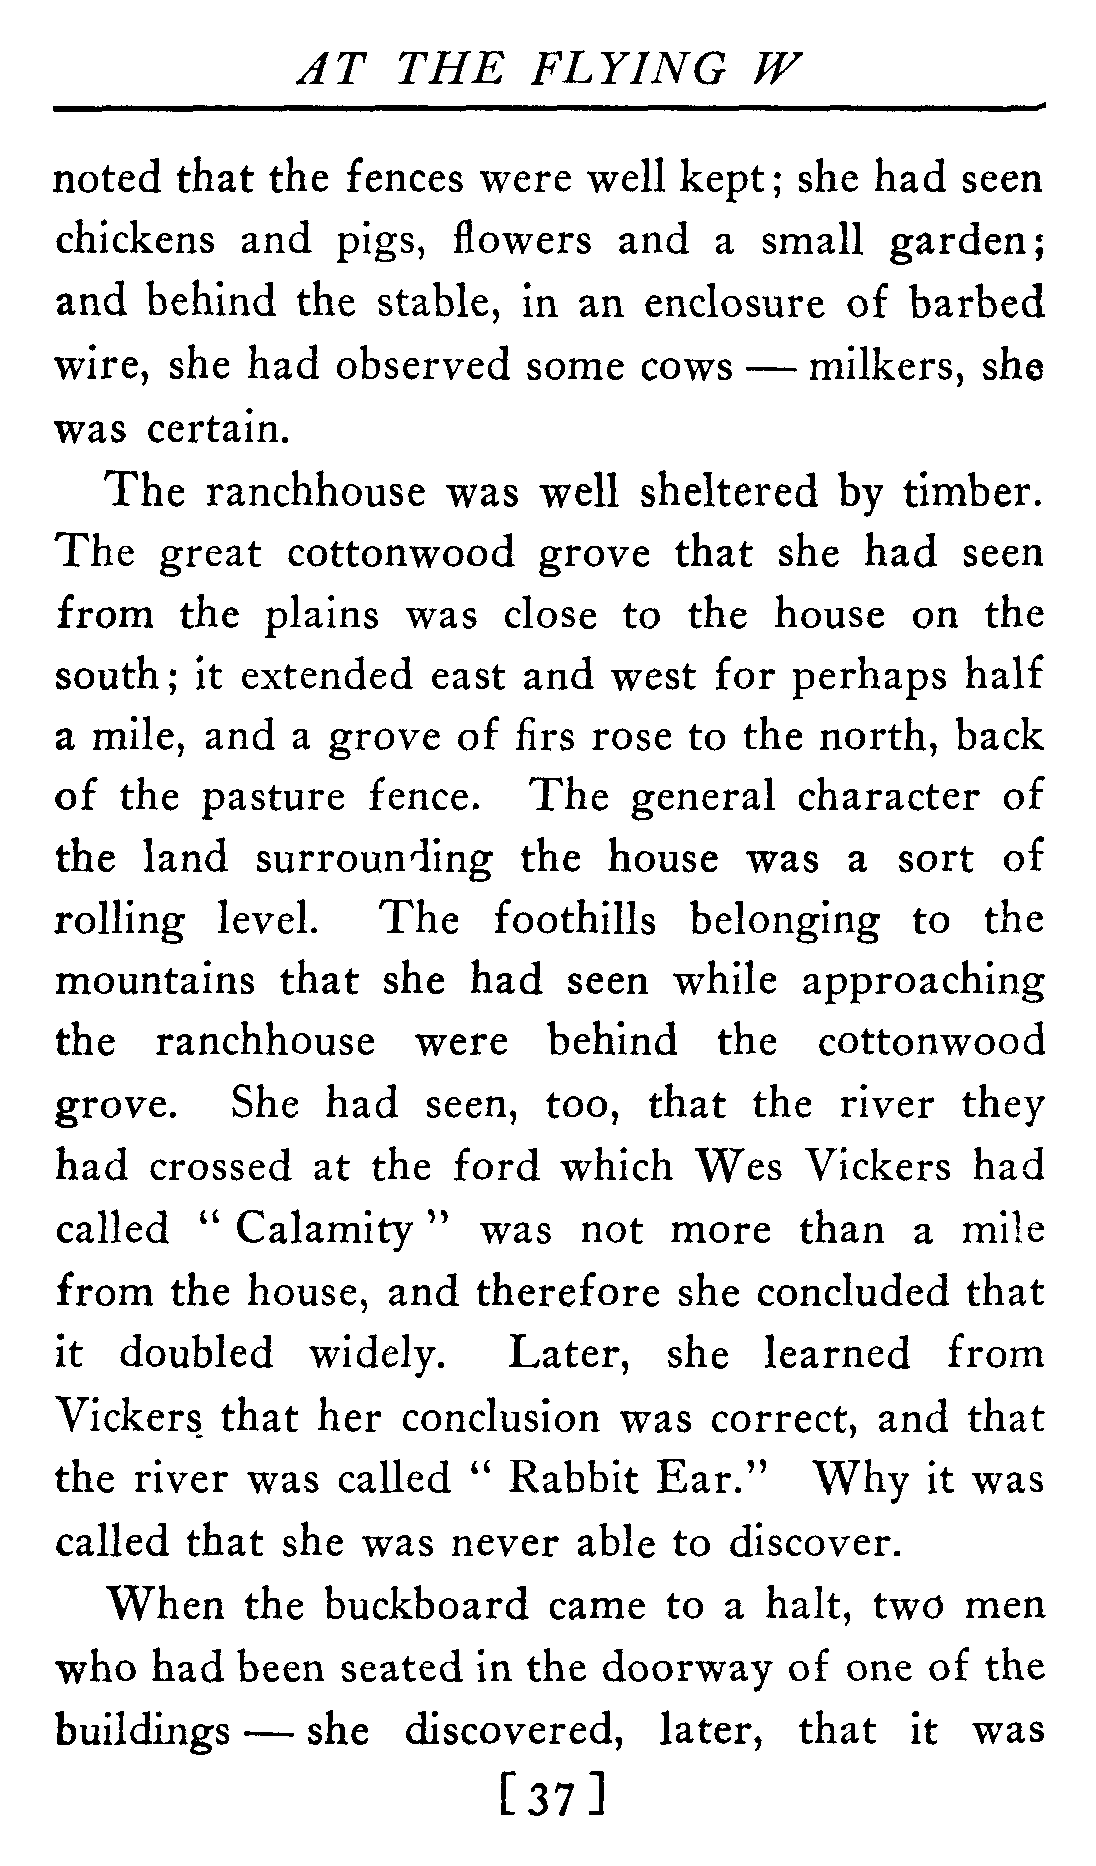 AT THE FLYING W
noted that the fences were well kept; she had seen
chickens and pigs, flowers and a small garden;
and behind the stable, in an enclosure of barbed
wire, she had observed some cows — milkers, she
was certain.
The ranchhouse was well sheltered by timber.
The great cottonwood grove that she had seen
from the plains was close to the house on the
south; it extended east and west for perhaps half
a mile, and a grove of firs rose to the north, back
of the pasture fence. The general character of
the land surrounding the house was a sort of
rolling level. The foothills belonging to the
mountains that she had seen while approaching
the ranchhouse were behind the cottonwood
grove. She had seen, too, that the river they
had crossed at the ford which Wes Vickers had
called " Calamity " was not more than a mile
from the house, and therefore she concluded that
it doubled widely. Later, she learned from
Vickers that her conclusion was correct, and that
the river was called " Rabbit Ear." Why it was
called that she was never able to discover.
When the buckboard came to a halt, two men
who had been seated in the doorway of one of the
buildings — she discovered, later, that it was
[ 37 ]